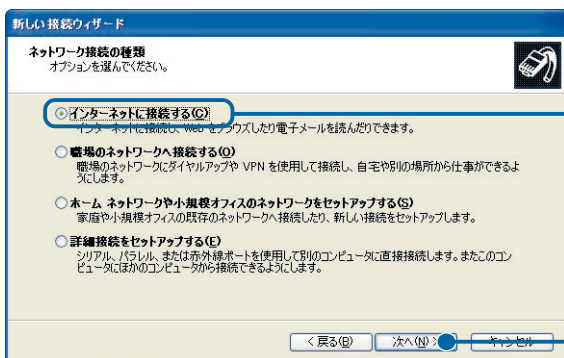 新しい接続ウィザード
ネットワーク接続の種類
オプションを選んでください。
インターネットに接続する(C)
インターネットに接続し、Web をブラウズしたり電子メールを読んだりできます。
職場のネットワークへ接続する(O)
職場のネットワークにダイヤルアップや VPN を使用して接続し、自宅や別の場所から仕事ができるよ
うにします。
ホーム ネットワークや小規模オフィスのネットワークをセットアップする(S)
家庭や小規模オフィスの既存のネットワークへ接続したり、新しい接続をセットアップします。
詳細接続をセットアップする(E)
シリアル、パラレル、または赤外線ポートを使用して別のコンピュータに直接接続します。またこのコン
ピュータにほかのコンピュータから接続できるようにします。
< 戻る(B) 次へ(N) > キャンセル